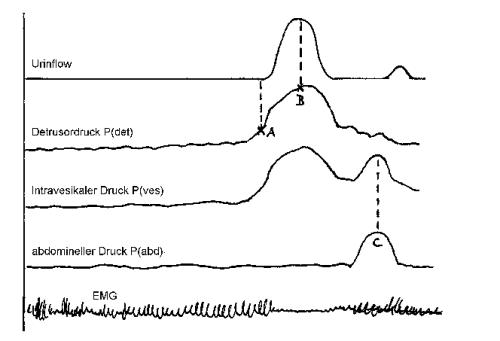 Urinflow
B
Detrusordruck P(det)
A
Intravesikaler Druck P(ves)
abdomineller Druck P(abd)
C
EMG